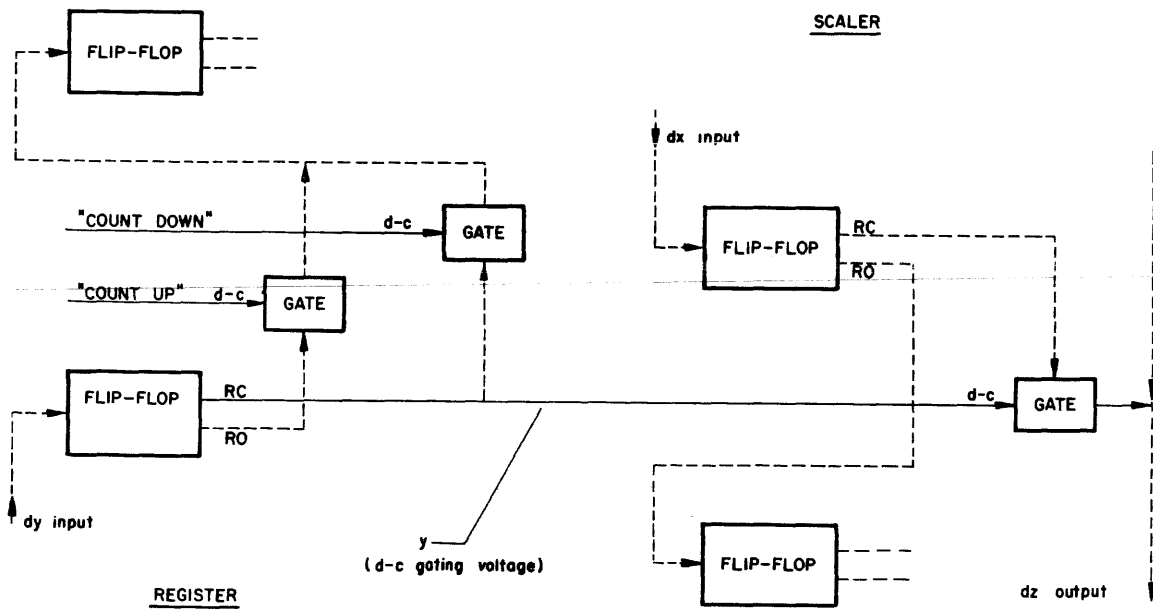 SCALER
FLIP-FLOP
dx input
"COUNT DOWN" d-c
GATE
FLIP-FLOP
RC
RO
"COUNT UP" d-c
GATE
FLIP-FLOP
RC
RO
d-c
GATE
dy input
y
(d-c gating voltage)
FLIP-FLOP
dz output
REGISTER